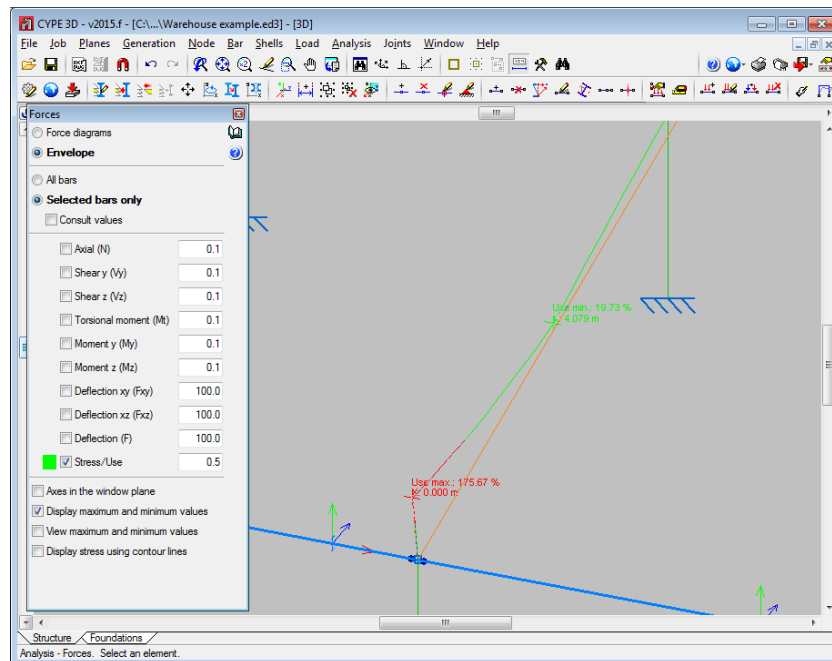 CYPE 3D - v2015.f - [C:\...\Warehouse example.ed3] - [3D]
File Job Planes Generation Node Bar Shells Load Analysis Joints Window Help
Forces
Force diagrams
Envelope
All bars
Selected bars only
Consult values
Axial (N) 0.1
Shear y (Vy) 0.1
Shear z (Vz) 0.1
Torsional moment (Mt) 0.1
Moment y (My) 0.1
Moment z (Mz) 0.1
Deflection xy (Fxy) 100.0
Deflection xz (Fxz) 100.0
Deflection (F) 100.0
Stress/Use 0.5
Axes in the window plane
Display maximum and minimum values
View maximum and minimum values
Display stress using contour lines
Use min.: 19.73 %
4.079 m
Use max.: 175.67 %
X: 0.000 m
Structure Foundations
Analysis - Forces. Select an element.